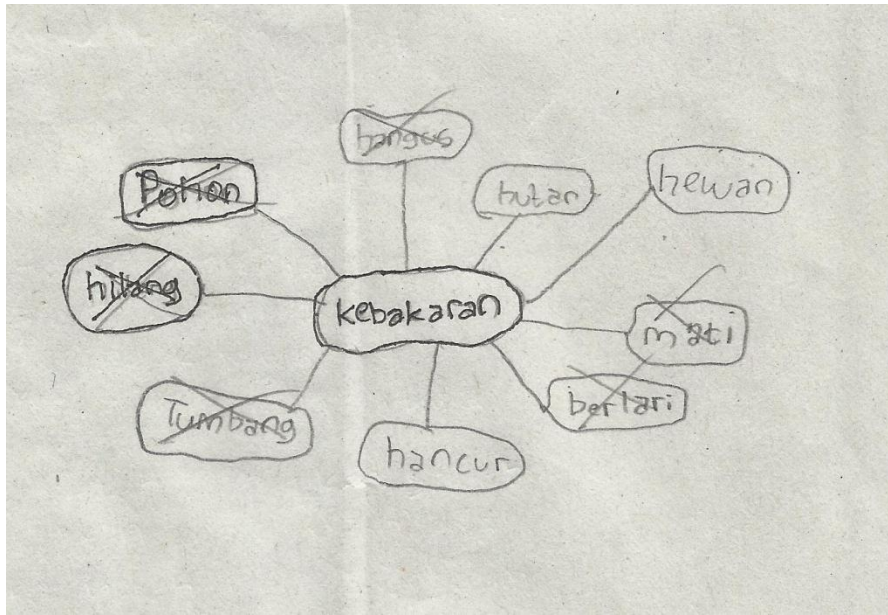 hangus
Pohon
hutan
hewan
hilang
kebakaran
mati
berlari
Tumbang
hancur